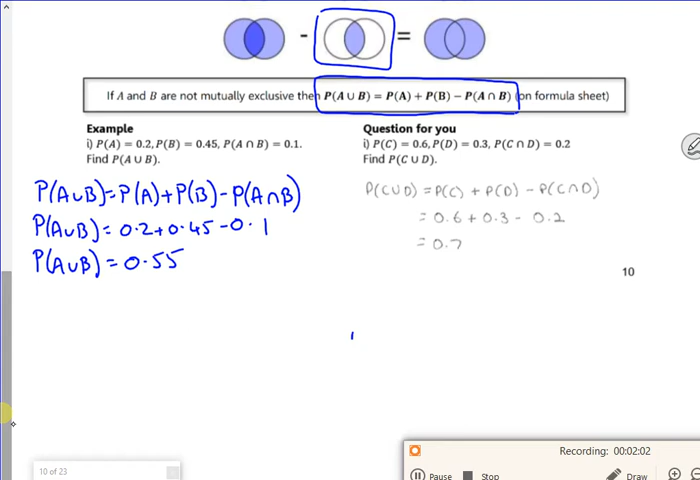 - =
If A and B are not mutually exclusive then P(A ∪ B) = P(A) + P(B) − P(A ∩ B) (on formula sheet)
Example
i) P(A) = 0.2, P(B) = 0.45, P(A ∩ B) = 0.1.
Find P(A ∪ B).
P(A∪B)=P(A)+P(B)-P(A∩B)
P(A∪B)=0.2+0.45-0.1
P(A∪B)=0.55
Question for you
i) P(C) = 0.6, P(D) = 0.3, P(C ∩ D) = 0.2
Find P(C ∪ D).
P(C∪D) = P(C) + P(D) - P(C∩D)
= 0.6 + 0.3 - 0.2
= 0.7
10
10 of 23
Recording: 00:02:02
Pause Stop Draw